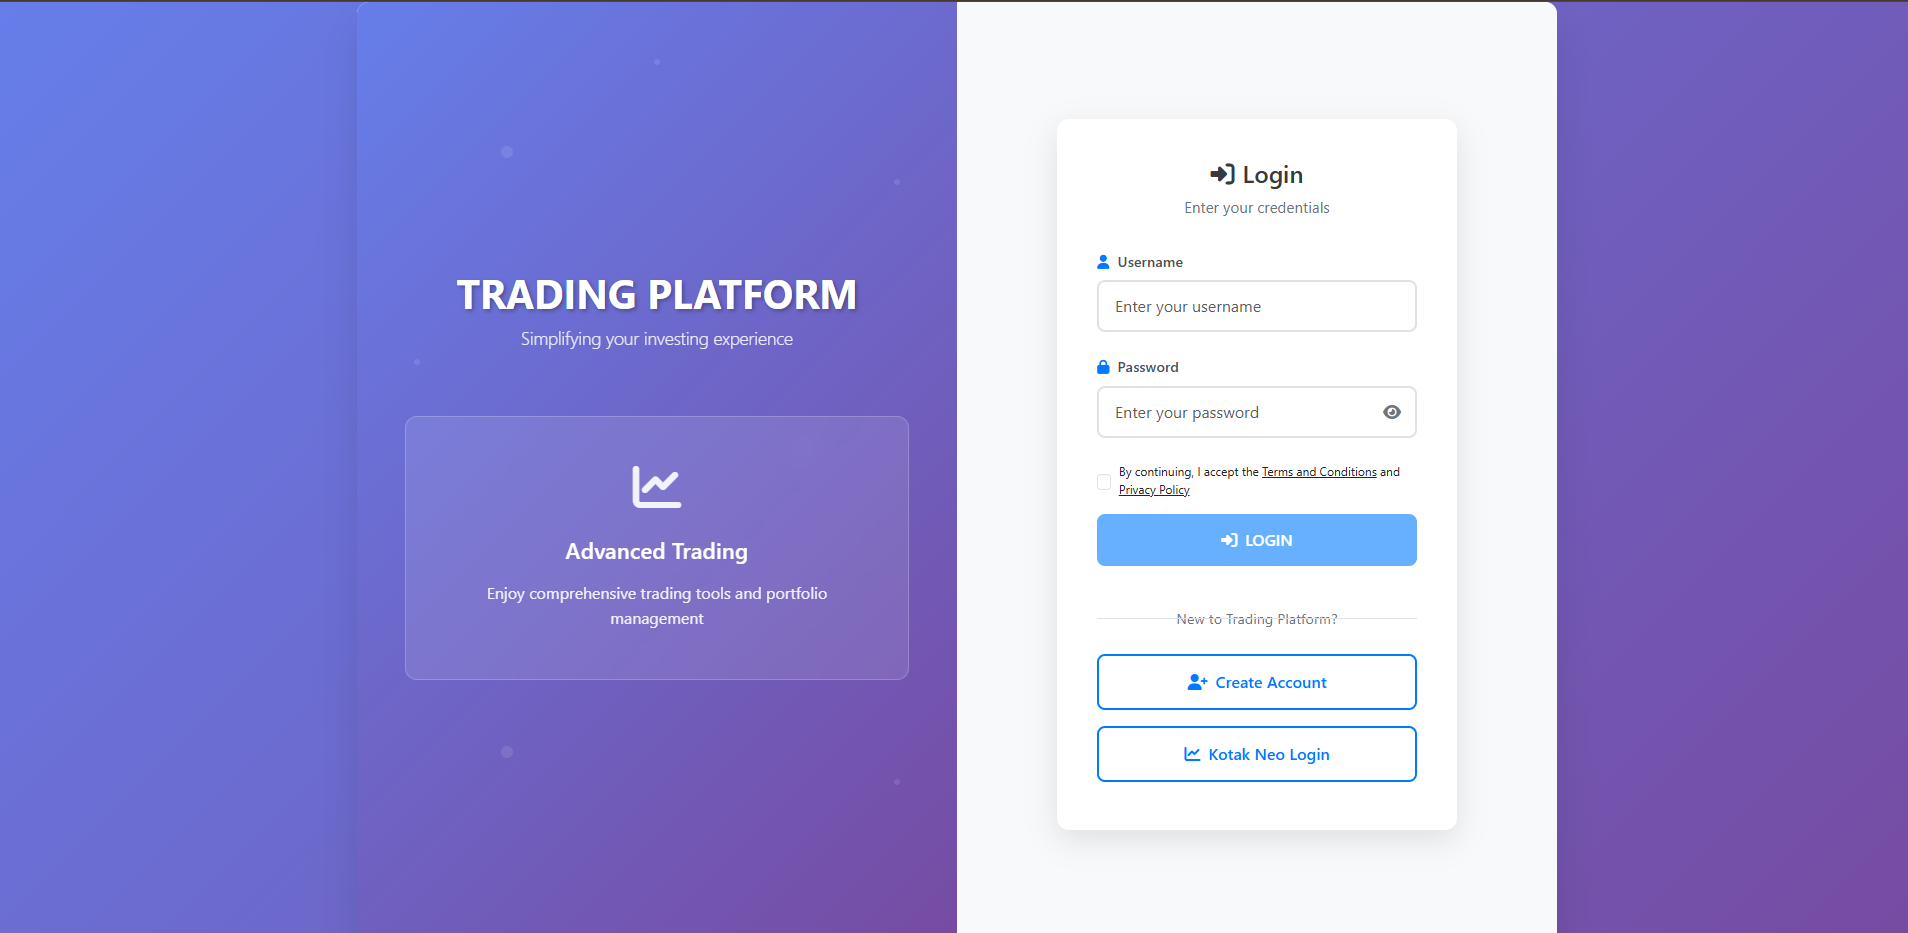 TRADING PLATFORM
Simplifying your investing experience
Advanced Trading
Enjoy comprehensive trading tools and portfolio
management
Login
Enter your credentials
Username
Enter your username
Password
Enter your password
By continuing, I accept the Terms and Conditions and
Privacy Policy
LOGIN
New to Trading Platform?
Create Account
Kotak Neo Login